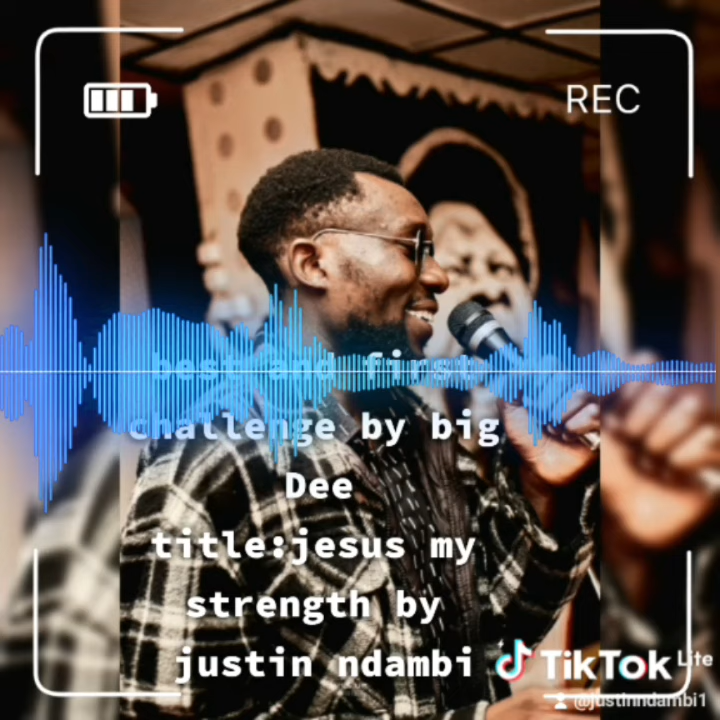 REC
best and first
challenge by big
Dee
title:jesus my
strength by
justin ndambi
TikTok Lite
@justinndambi1